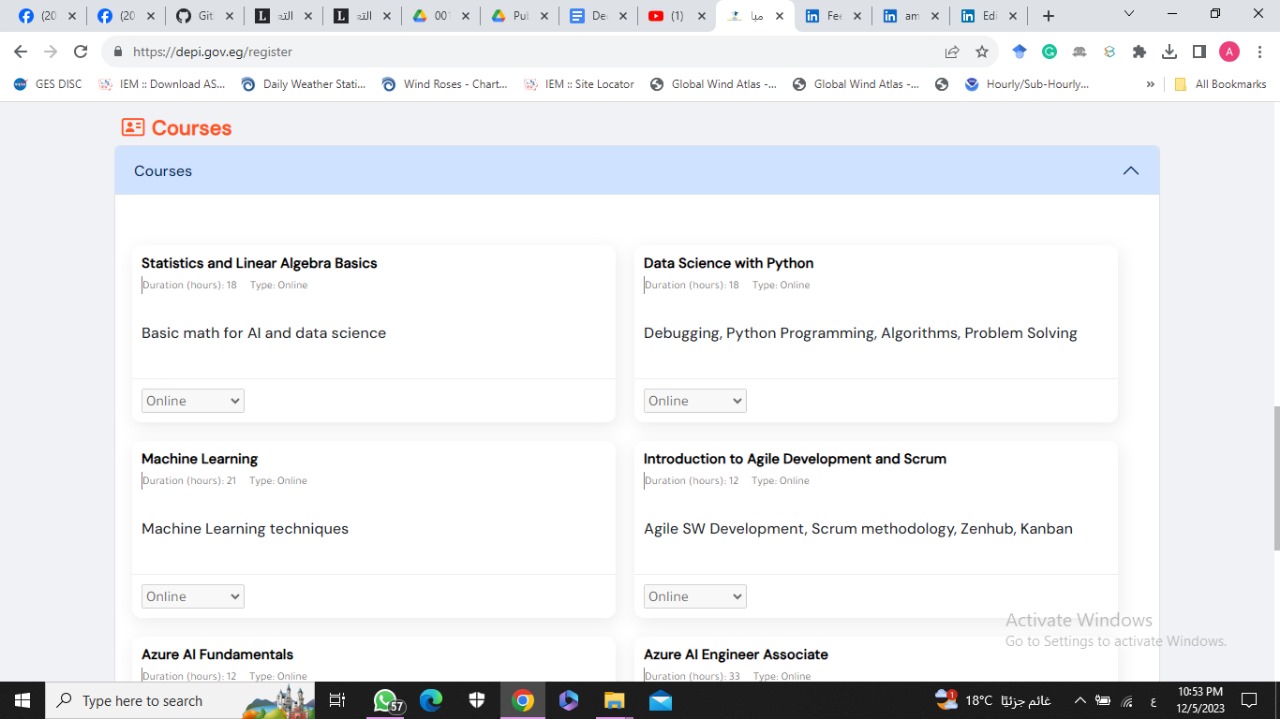 (20
(20
Git
التـ
التـ
001
Pul
De
(1)
مبا
Fee
am
Edi
https://depi.gov.eg/register
A
GES DISC
IEM :: Download AS...
Daily Weather Stati...
Wind Roses - Chart...
IEM :: Site Locator
Global Wind Atlas -...
Global Wind Atlas -...
Hourly/Sub-Hourly...
»
All Bookmarks
Courses
Courses
Statistics and Linear Algebra Basics
Duration (hours): 18 Type: Online
Basic math for AI and data science
Online
Data Science with Python
Duration (hours): 18 Type: Online
Debugging, Python Programming, Algorithms, Problem Solving
Online
Machine Learning
Duration (hours): 21 Type: Online
Machine Learning techniques
Online
Introduction to Agile Development and Scrum
Duration (hours): 12 Type: Online
Agile SW Development, Scrum methodology, Zenhub, Kanban
Online
Azure AI Fundamentals
Duration (hours): 12 Type: Online
Azure AI Engineer Associate
Duration (hours): 33 Type: Online
Activate Windows
Go to Settings to activate Windows.
Type here to search
57
1
18°C غائم جزئيًا
ع
10:53 PM
12/5/2023